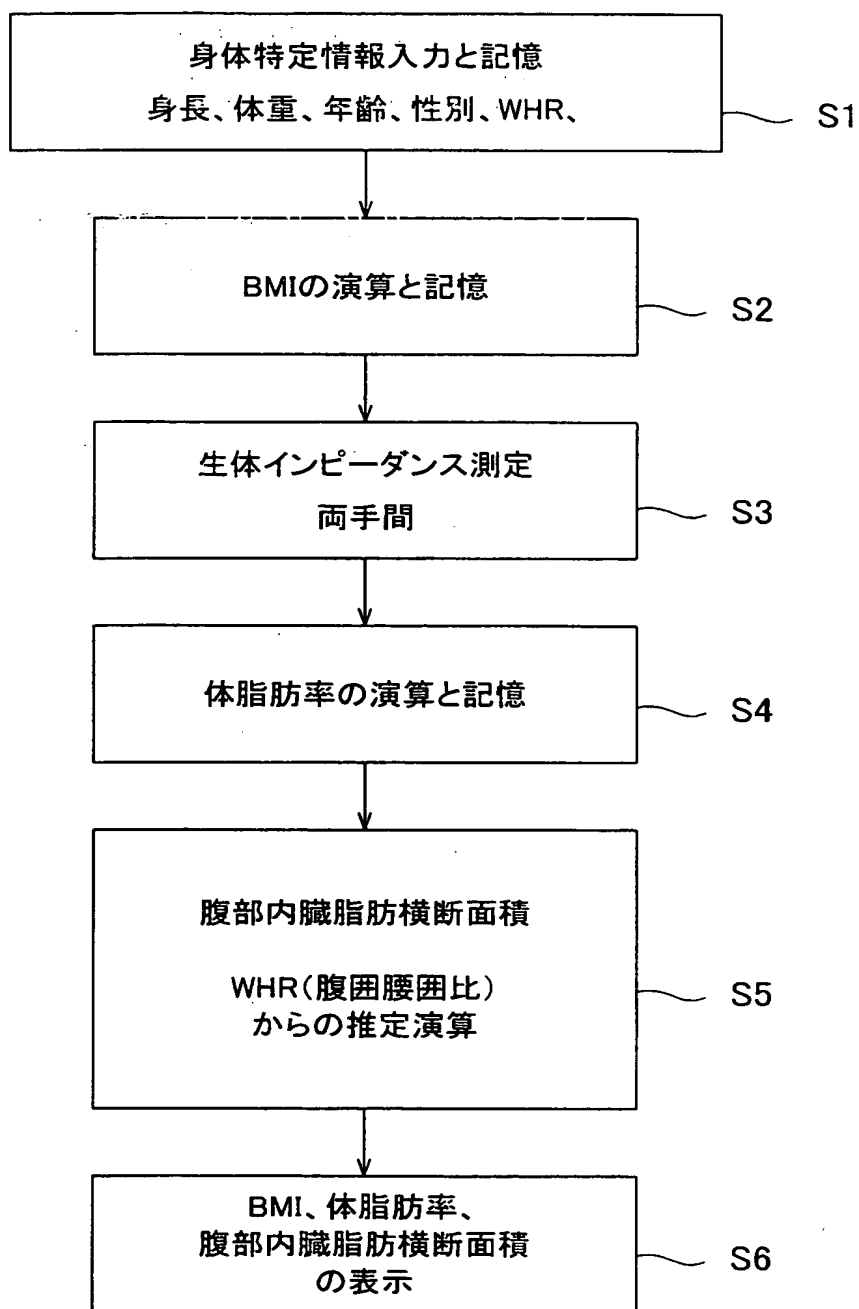 身体特定情報入力と記憶
身長、体重、年齢、性別、WHR、
S1
BMIの演算と記憶
S2
生体インピーダンス測定
両手間
S3
体脂肪率の演算と記憶
S4
腹部内臓脂肪横断面積
WHR(腹囲腰囲比)
からの推定演算
S5
BMI、体脂肪率、
腹部内臓脂肪横断面積
の表示
S6